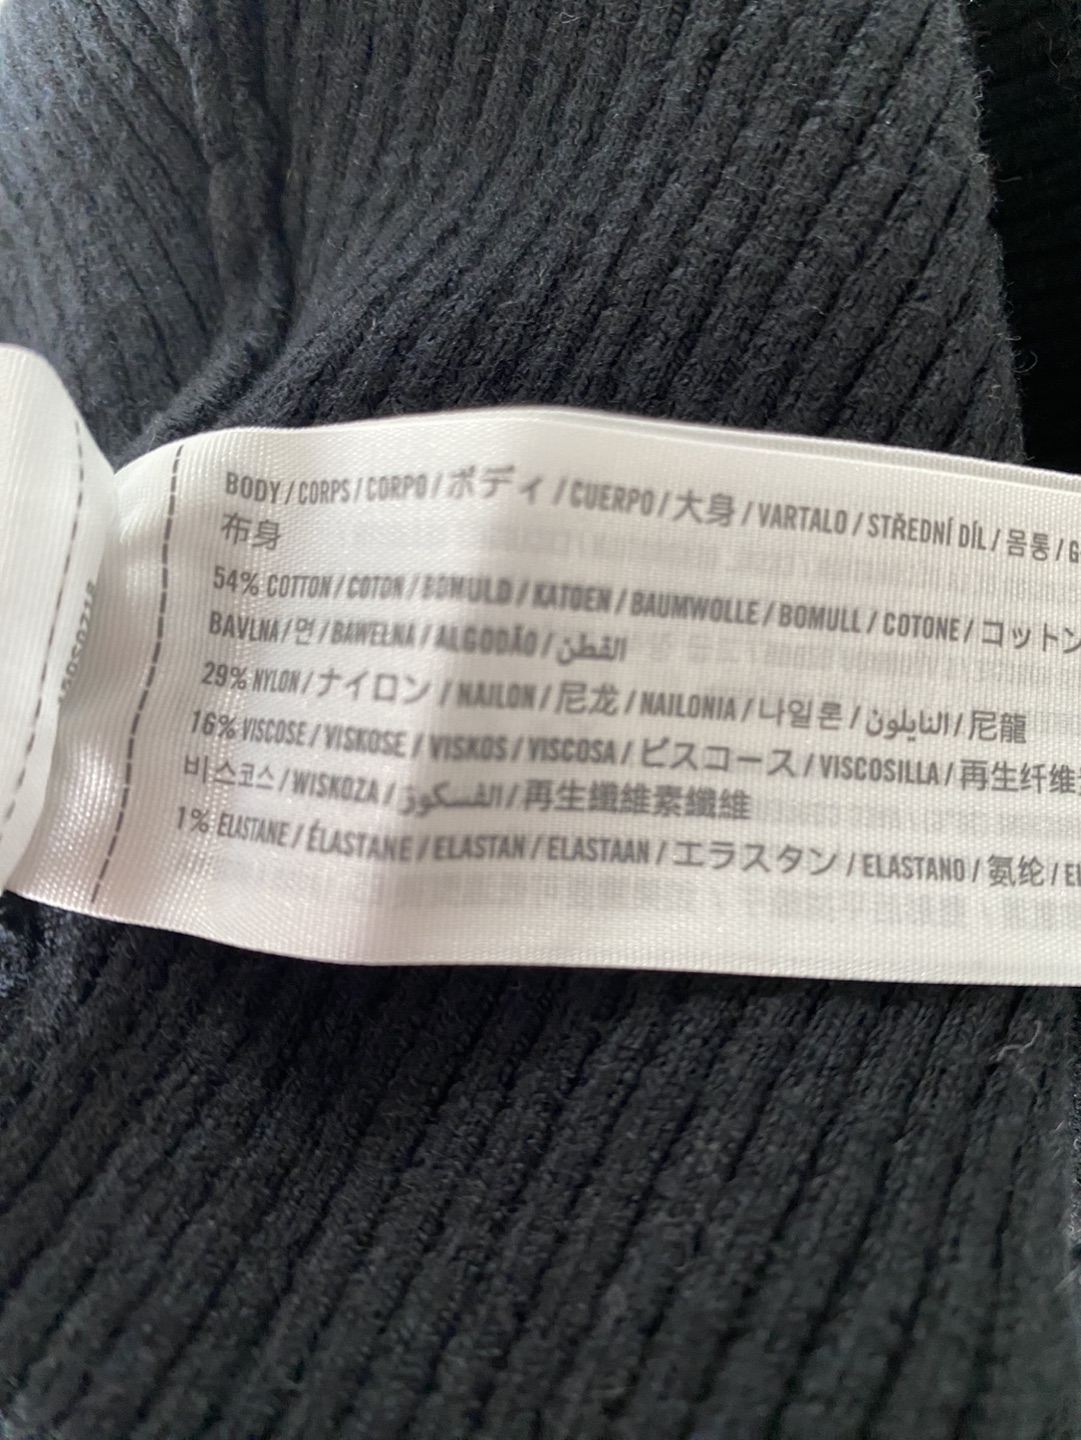 BODY / CORPS / CORPO / ボディ / CUERPO / 大身 / VARTALO / STŘEDNÍ DÍL / 몸통 / G
布身
54% COTTON / COTON / BOMULD / KATOEN / BAUMWOLLE / BOMULL / COTONE / コットン
BAVLNA / 면 / BAWEŁNA / ALGODÃO / القطن
29% NYLON / ナイロン / NAILON / 尼龙 / NAILONIA / 나일론 / النايلون / 尼龍
16% VISCOSE / VISKOSE / VISKOS / VISCOSA / ビスコース / VISCOSILLA / 再生纤维
비스코스 / WISKOZA / الفسكوز / 再生纖維素纖維
1% ELASTANE / ÉLASTANE / ELASTAN / ELASTAAN / エラスタン / ELASTANO / 氨纶 / EL